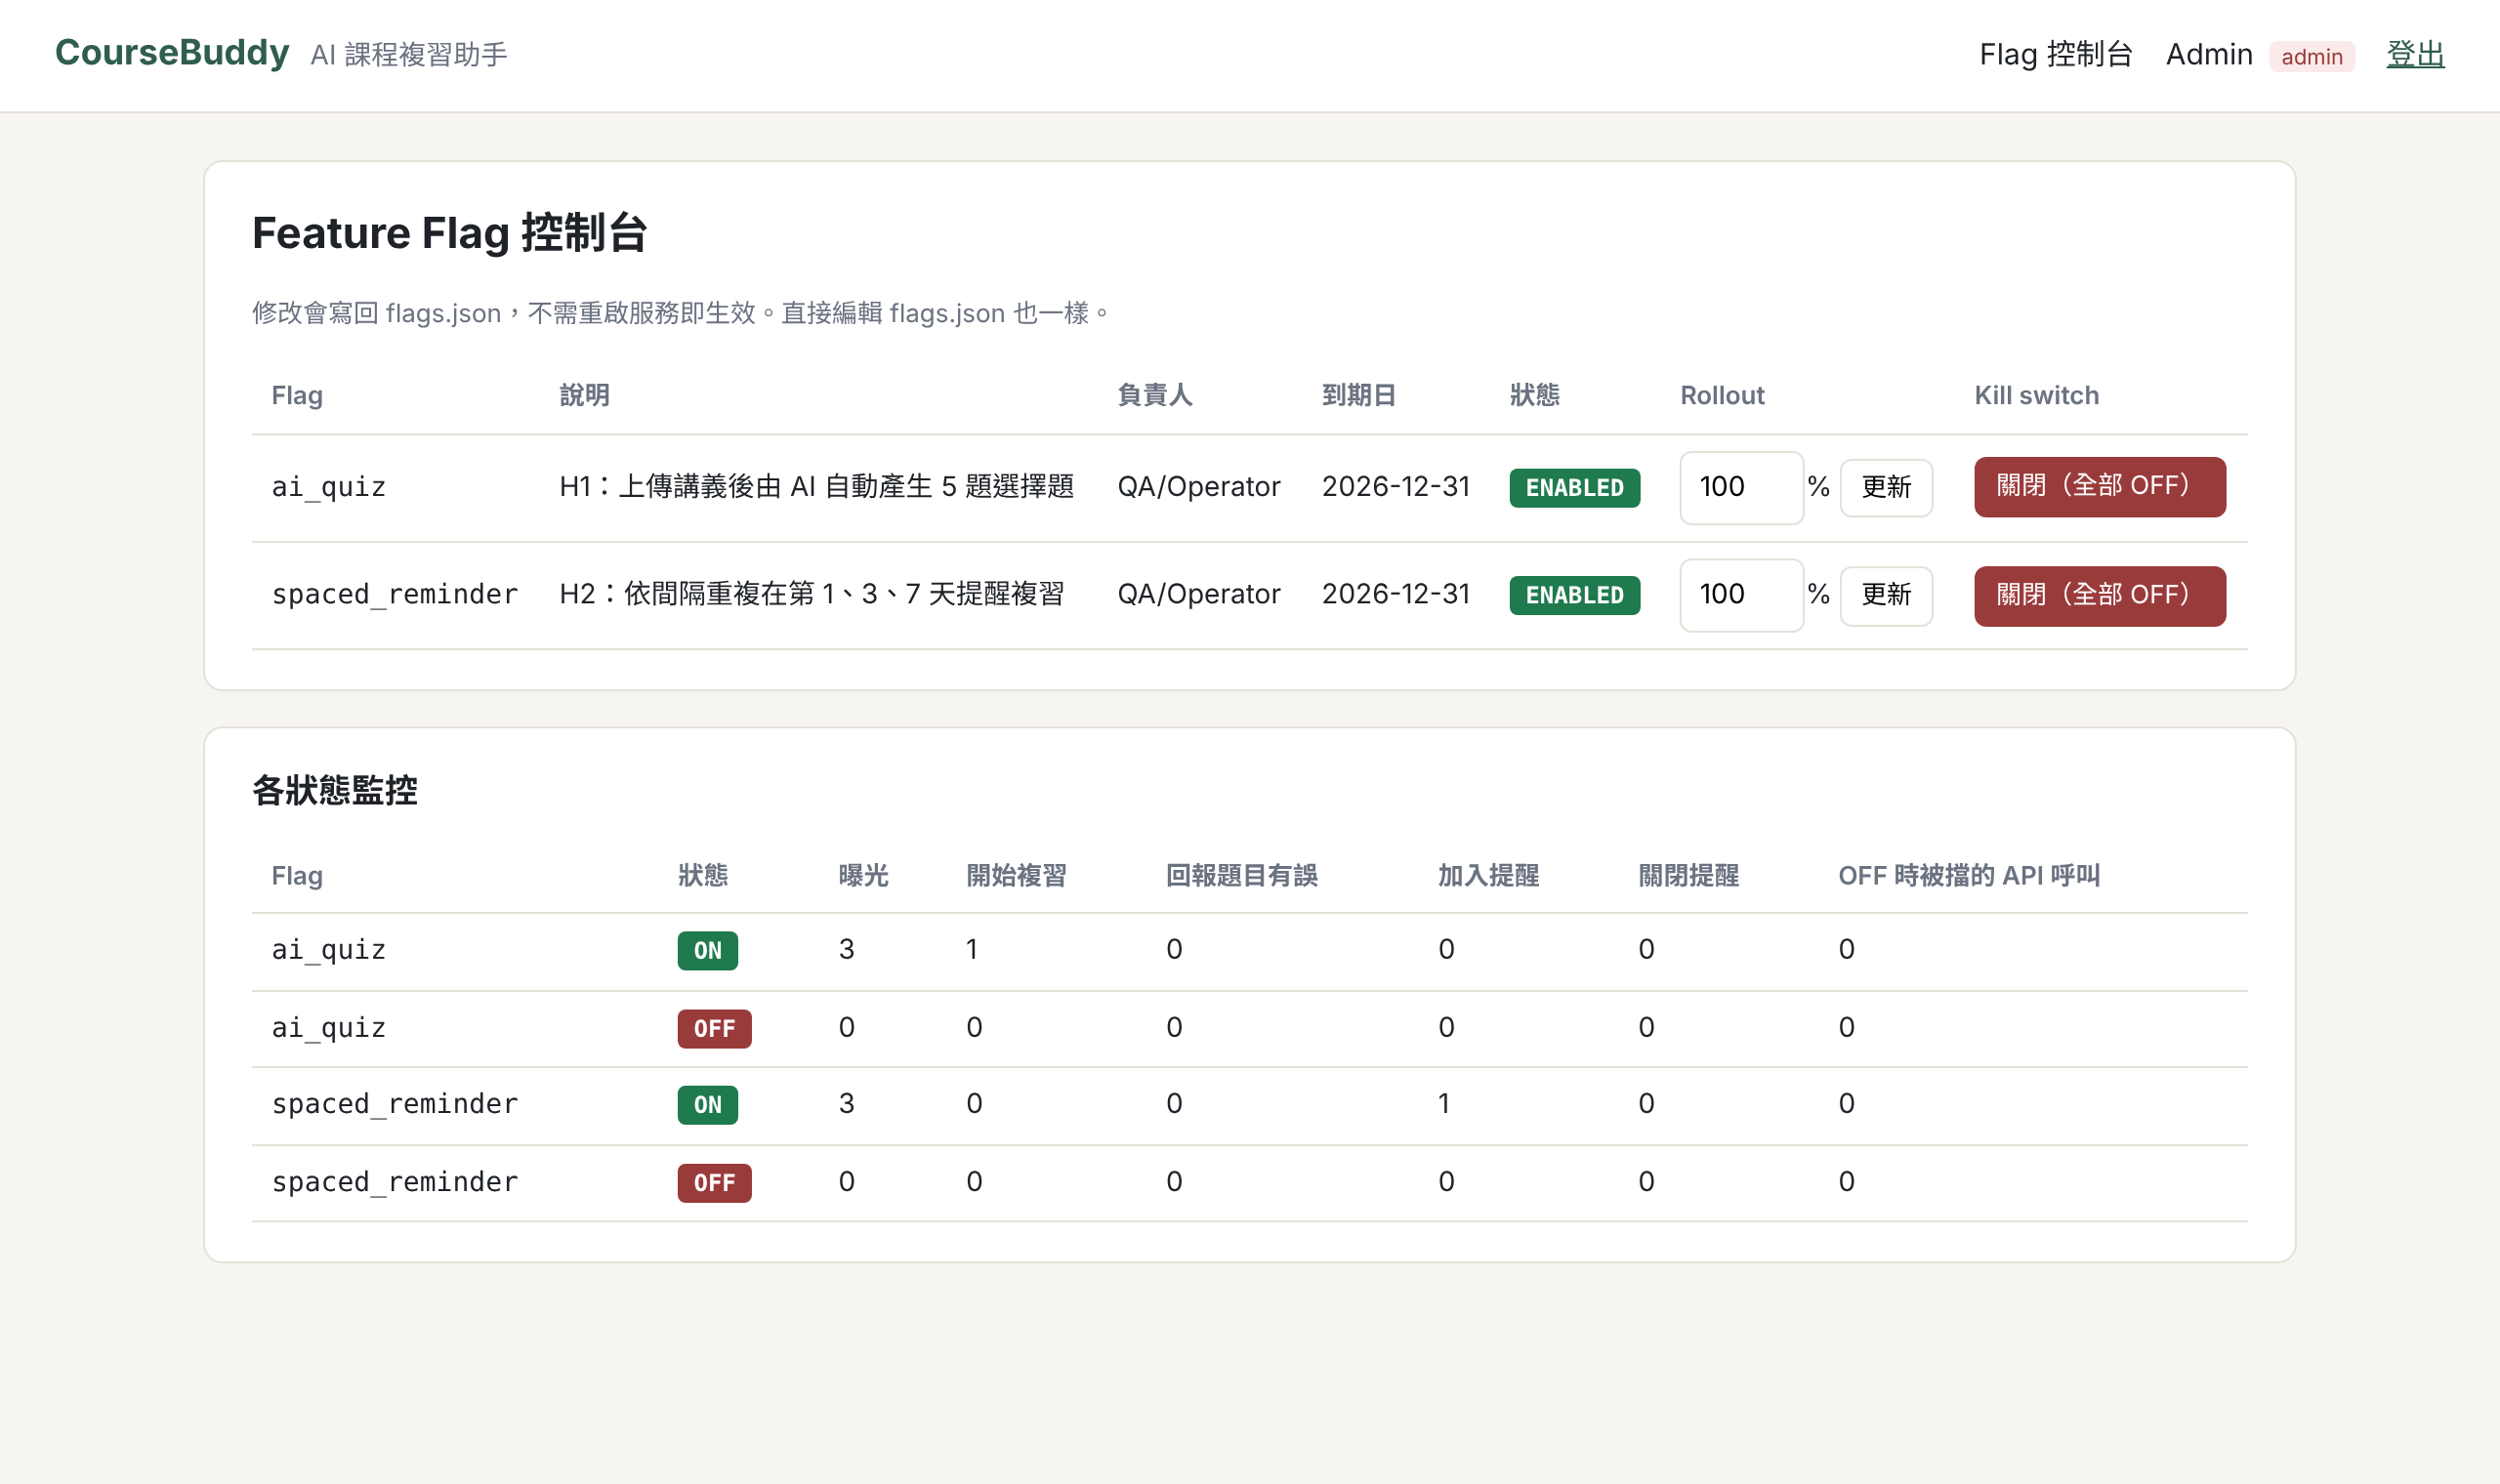 CourseBuddy AI 課程複習助手 Flag 控制台 Admin admin 登出
Feature Flag 控制台
修改會寫回 flags.json，不需重啟服務即生效。直接編輯 flags.json 也一樣。
Flag 說明 負責人 到期日 狀態 Rollout Kill switch
ai_quiz H1：上傳講義後由 AI 自動產生 5 題選擇題 QA/Operator 2026-12-31 ENABLED 100 % 更新 關閉（全部 OFF）
spaced_reminder H2：依間隔重複在第 1、3、7 天提醒複習 QA/Operator 2026-12-31 ENABLED 100 % 更新 關閉（全部 OFF）
各狀態監控
Flag 狀態 曝光 開始複習 回報題目有誤 加入提醒 關閉提醒 OFF 時被擋的 API 呼叫
ai_quiz ON 3 1 0 0 0 0
ai_quiz OFF 0 0 0 0 0 0
spaced_reminder ON 3 0 0 1 0 0
spaced_reminder OFF 0 0 0 0 0 0